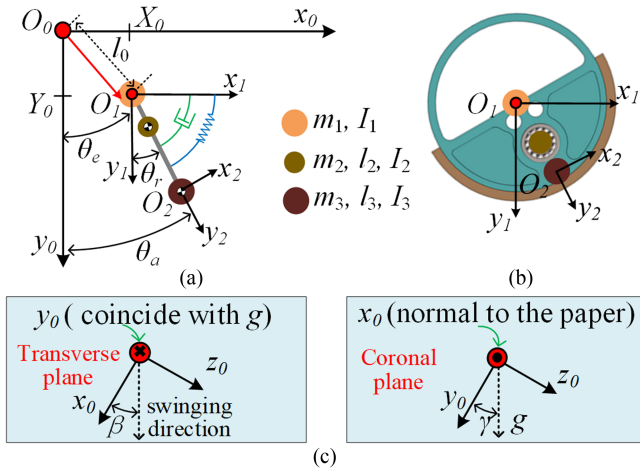 O₀
X₀
x₀
l₀
Y₀
O₁
x₁
θₑ
y₁
θᵣ
x₂
O₂
y₂
y₀
θₐ
(a)
m₁, I₁
m₂, l₂, I₂
m₃, l₃, I₃
O₁
x₁
x₂
O₂
y₁
y₂
(b)
y₀ ( coincide with g)
Transverse
plane
z₀
x₀
β
swinging
direction
x₀ (normal to the paper)
Coronal
plane
z₀
y₀
γ
g
(c)